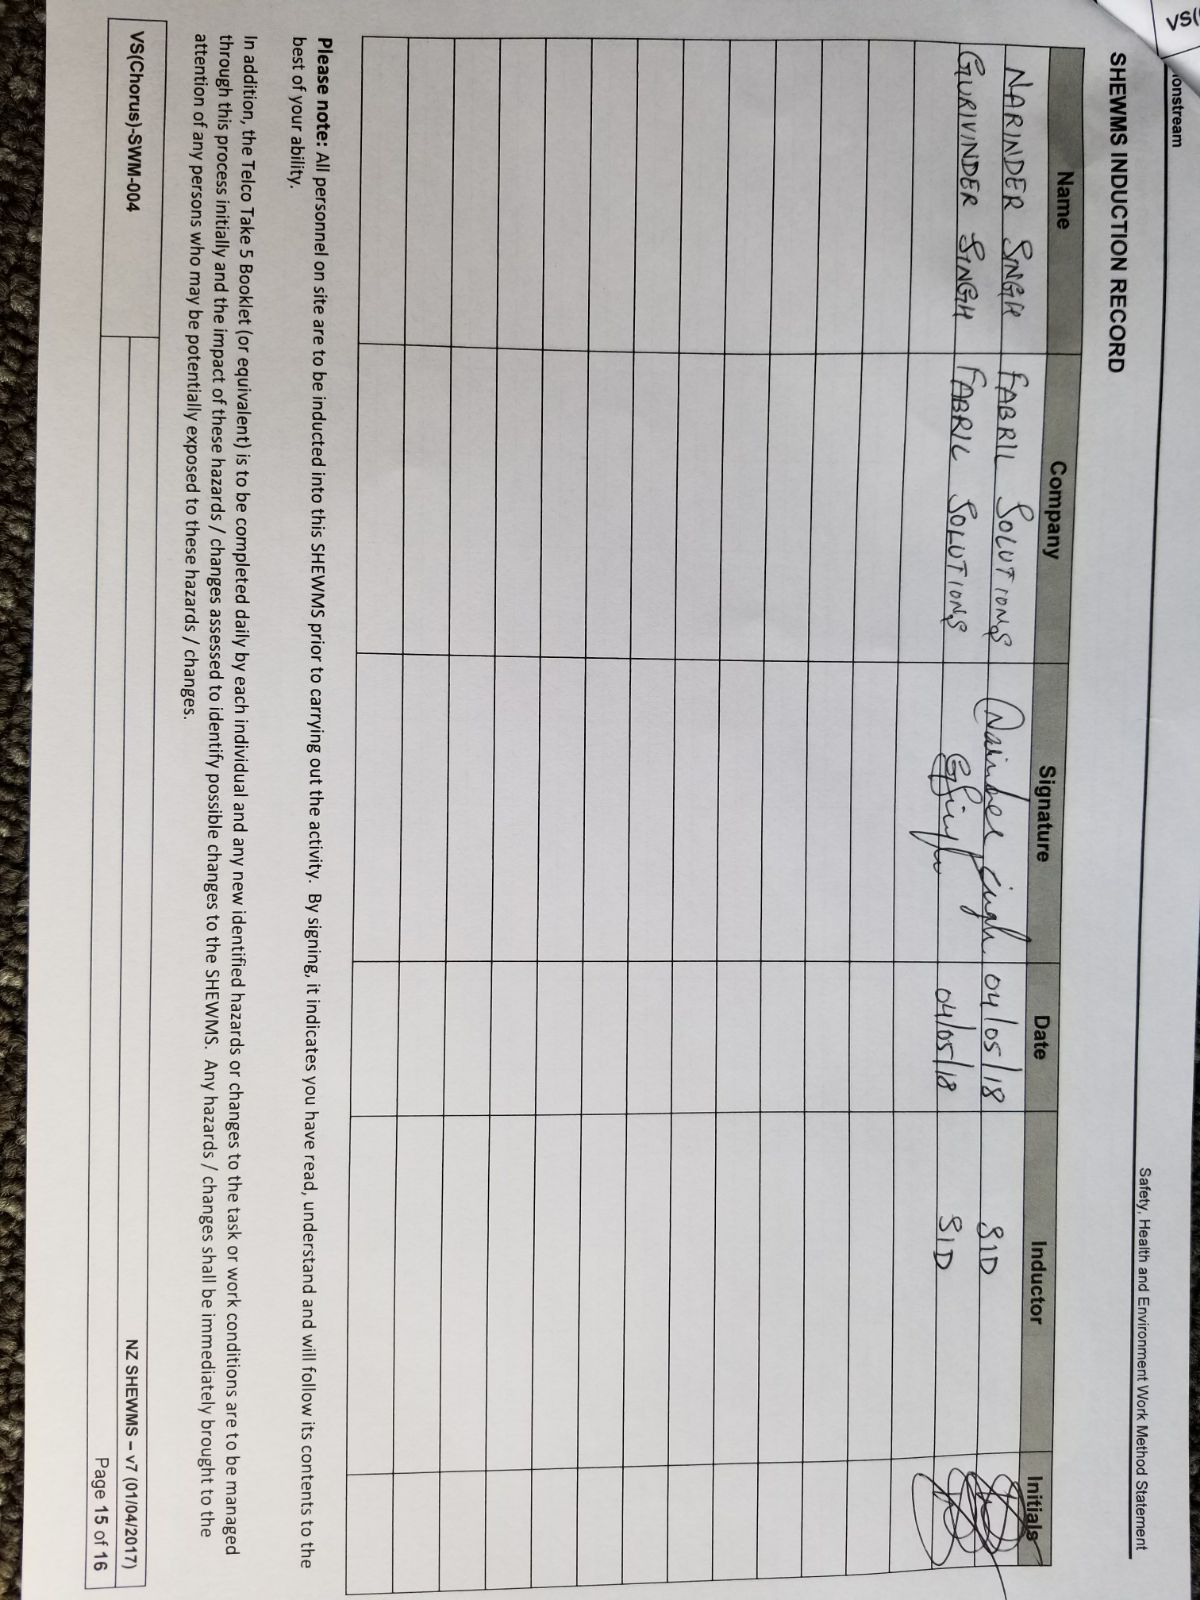 VS(
ionstream
Safety, Health and Environment Work Method Statement
SHEWMS INDUCTION RECORD
Name Company Signature Date Inductor Initials
NARINDER SINGH FABRIL SOLUTIONS Narinder Singh 04/05/18 SID
GURIVINDER SINGH FABRIL SOLUTIONS GSingh 04/05/18 SID
Please note: All personnel on site are to be inducted into this SHEWMS prior to carrying out the activity. By signing, it indicates you have read, understand and will follow its contents to the
best of your ability.
In addition, the Telco Take 5 Booklet (or equivalent) is to be completed daily by each individual and any new identified hazards or changes to the task or work conditions are to be managed
through this process initially and the impact of these hazards / changes assessed to identify possible changes to the SHEWMS. Any hazards / changes shall be immediately brought to the
attention of any persons who may be potentially exposed to these hazards / changes.
VS(Chorus)-SWM-004
NZ SHEWMS – v7 (01/04/2017)
Page 15 of 16